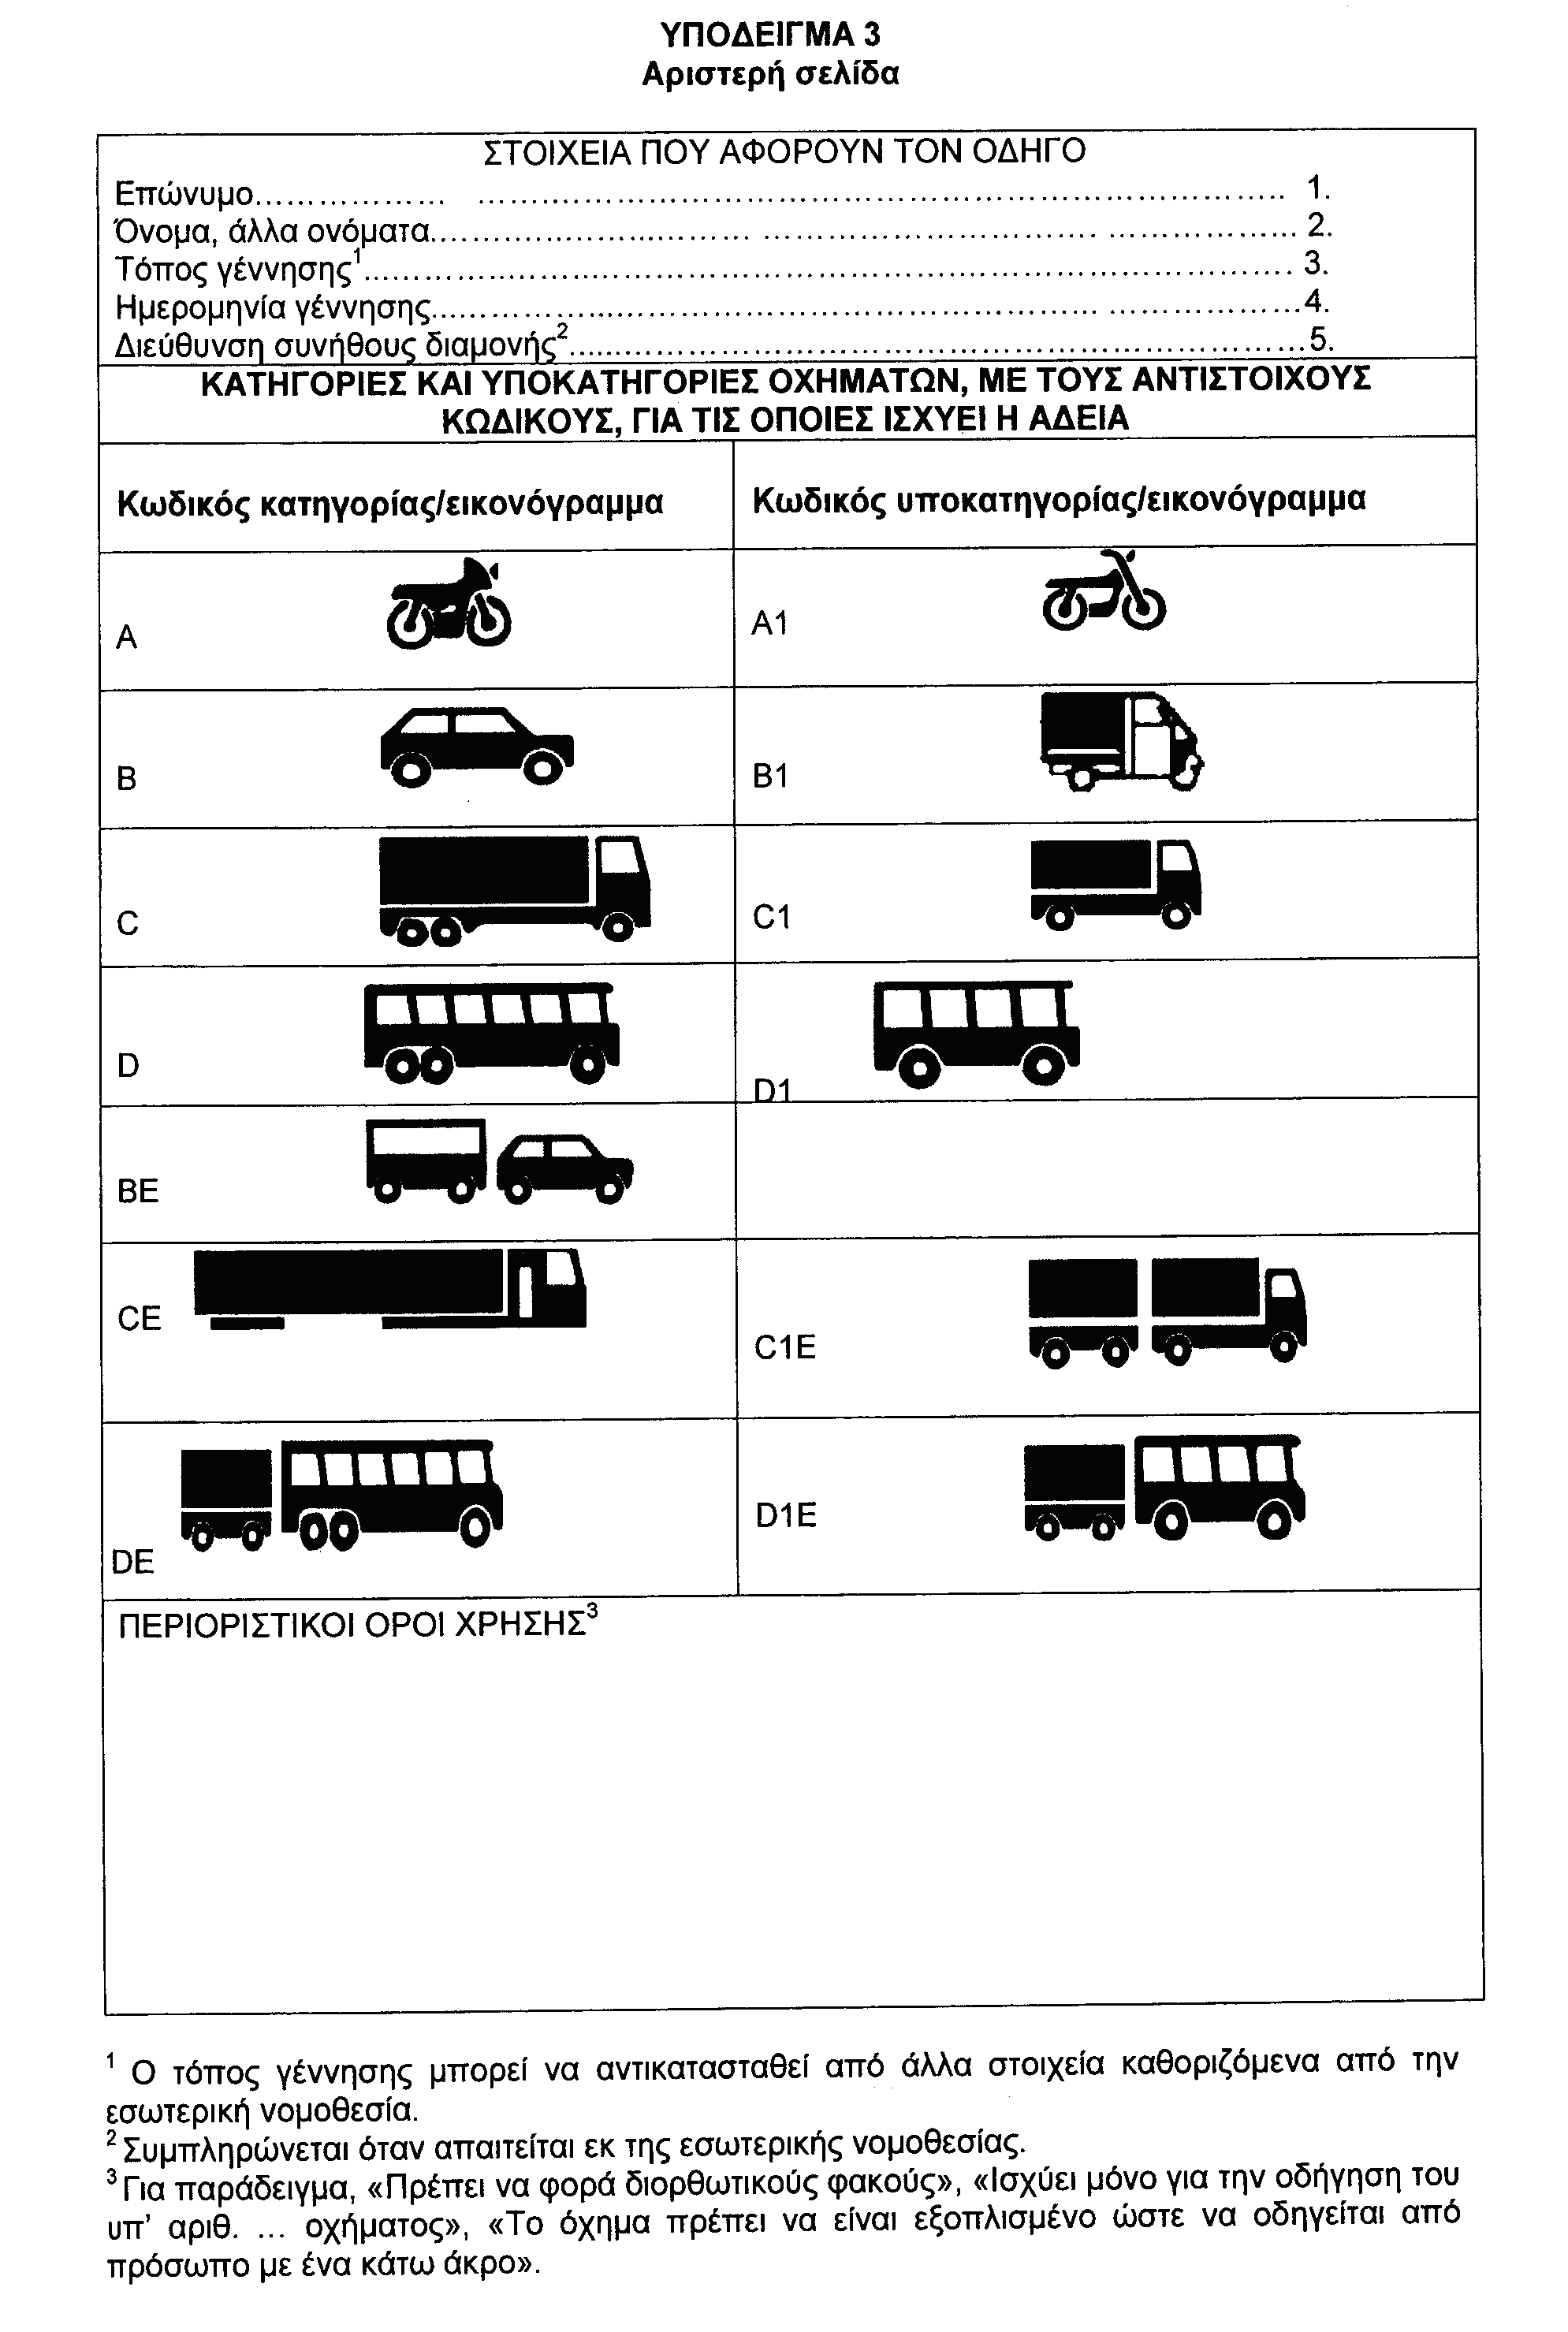 ΥΠΟΔΕΙΓΜΑ 3
Αριστερή σελίδα
ΣΤΟΙΧΕΙΑ ΠΟΥ ΑΦΟΡΟΥΝ ΤΟΝ ΟΔΗΓΟ
Επώνυμο.................. ........................................................................... 1.
Όνομα, άλλα ονόματα.............................. .......................... ............... 2.
Τόπος γέννησης¹..................................................................................... 3.
Ημερομηνία γέννησης.............................................................. ..................4.
Διεύθυνση συνήθους διαμονής²....................................................................5.
ΚΑΤΗΓΟΡΙΕΣ ΚΑΙ ΥΠΟΚΑΤΗΓΟΡΙΕΣ ΟΧΗΜΑΤΩΝ, ΜΕ ΤΟΥΣ ΑΝΤΙΣΤΟΙΧΟΥΣ
ΚΩΔΙΚΟΥΣ, ΓΙΑ ΤΙΣ ΟΠΟΙΕΣ ΙΣΧΥΕΙ Η ΑΔΕΙΑ
Κωδικός κατηγορίας/εικονόγραμμα Κωδικός υποκατηγορίας/εικονόγραμμα
A A1
B B1
C C1
D D1
BE
CE C1E
DE D1E
ΠΕΡΙΟΡΙΣΤΙΚΟΙ ΟΡΟΙ ΧΡΗΣΗΣ³
¹ Ο τόπος γέννησης μπορεί να αντικατασταθεί από άλλα στοιχεία καθοριζόμενα από την
εσωτερική νομοθεσία.
² Συμπληρώνεται όταν απαιτείται εκ της εσωτερικής νομοθεσίας.
³ Για παράδειγμα, «Πρέπει να φορά διορθωτικούς φακούς», «Ισχύει μόνο για την οδήγηση του
υπ’ αριθ. ... οχήματος», «Το όχημα πρέπει να είναι εξοπλισμένο ώστε να οδηγείται από
πρόσωπο με ένα κάτω άκρο».